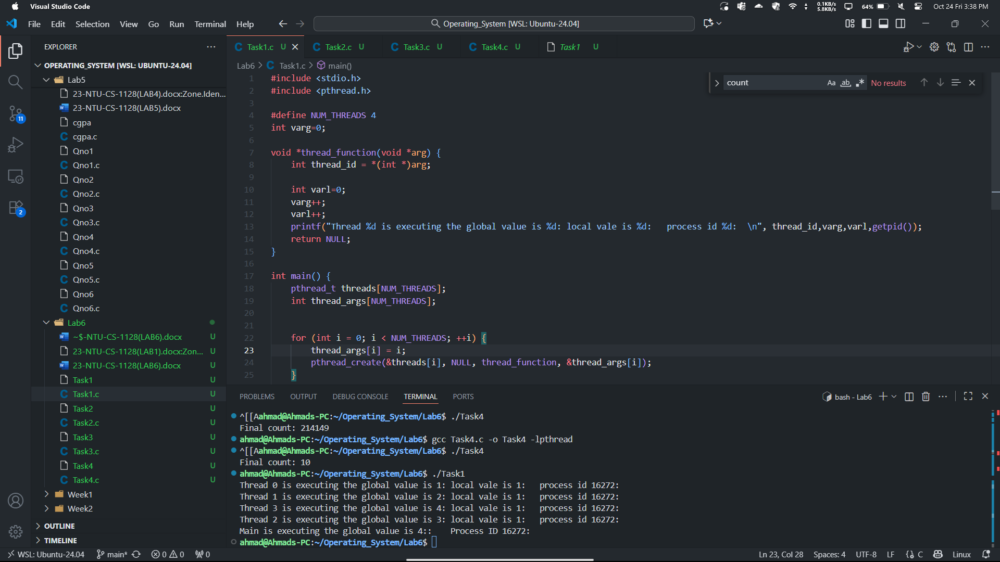 Visual Studio Code
0.1KB/s
5.8KB/s
64%
Oct 24 Fri 3:38 PM
File Edit Selection View Go Run Terminal Help
Operating_System [WSL: Ubuntu-24.04]
EXPLORER
OPERATING_SYSTEM [WSL: UBUNTU-24.04]
Lab5
23-NTU-CS-1128(LAB4).docx:Zone.Iden...
23-NTU-CS-1128(LAB5).docx
cgpa
cgpa.c
Qno1
Qno1.c
Qno2
Qno2.c
Qno3
Qno3.c
Qno4
Qno4.c
Qno5
Qno5.c
Qno6
Qno6.c
Lab6
~$-NTU-CS-1128(LAB6).docx U
23-NTU-CS-1128(LAB1).docx:Zon... U
23-NTU-CS-1128(LAB6).docx U
Task1 U
Task1.c U
Task2 U
Task2.c U
Task3 U
Task3.c U
Task4 U
Task4.c U
Week1
Week2
OUTLINE
TIMELINE
11
2
Task1.c U Task2.c U Task3.c U Task4.c U Task1 U
Lab6 > C Task1.c > main()
count Aa ab No results
1 #include <stdio.h>
2 #include <pthread.h>
3
4 #define NUM_THREADS 4
5 int varg=0;
6
7 void *thread_function(void *arg) {
8 int thread_id = *(int *)arg;
9
10 int varl=0;
11 varg++;
12 varl++;
13 printf("Thread %d is executing the global value is %d: local vale is %d:   process id %d:  \n", thread_id,varg,varl,getpid());
14 return NULL;
15 }
16
17 int main() {
18 pthread_t threads[NUM_THREADS];
19 int thread_args[NUM_THREADS];
20
21
22 for (int i = 0; i < NUM_THREADS; ++i) {
23 thread_args[i] = i;
24 pthread_create(&threads[i], NULL, thread_function, &thread_args[i]);
25 }
PROBLEMS OUTPUT DEBUG CONSOLE TERMINAL PORTS
bash - Lab6
^[[Aahmad@Ahmads-PC:~/Operating_System/Lab6$ ./Task4
Final count: 214149
ahmad@Ahmads-PC:~/Operating_System/Lab6$ gcc Task4.c -o Task4 -lpthread
^[[Aahmad@Ahmads-PC:~/Operating_System/Lab6$ ./Task4
Final count: 10
ahmad@Ahmads-PC:~/Operating_System/Lab6$ ./Task1
Thread 0 is executing the global value is 1: local vale is 1:   process id 16272:
Thread 1 is executing the global value is 2: local vale is 1:   process id 16272:
Thread 3 is executing the global value is 4: local vale is 1:   process id 16272:
Thread 2 is executing the global value is 3: local vale is 1:   process id 16272:
Main is executing the global value is 4::    Process ID 16272:
ahmad@Ahmads-PC:~/Operating_System/Lab6$
WSL: Ubuntu-24.04 main* 0 0 0
Ln 23, Col 28 Spaces: 4 UTF-8 LF C Linux